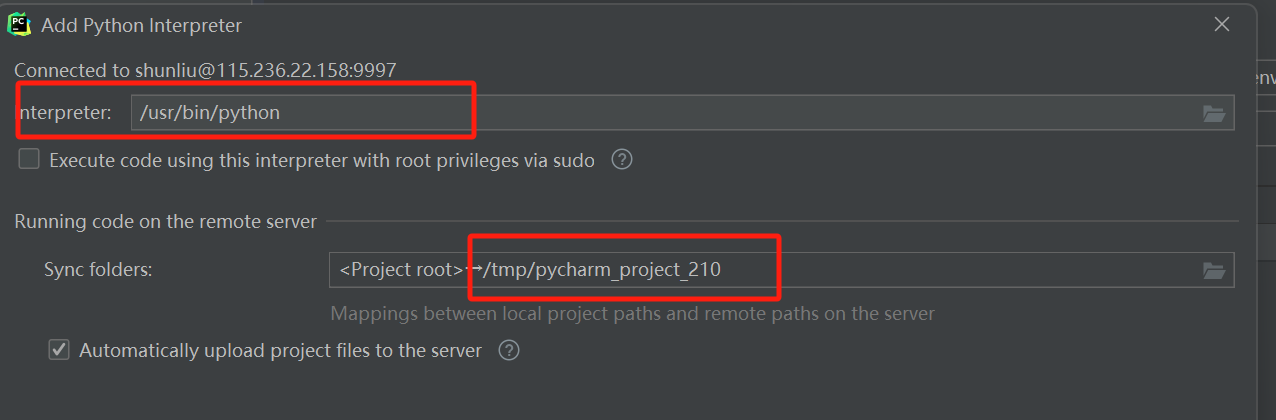 PC
Add Python Interpreter
Connected to shunliu@115.236.22.158:9997
Interpreter: /usr/bin/python
Execute code using this interpreter with root privileges via sudo ?
Running code on the remote server
Sync folders: <Project root>→/tmp/pycharm_project_210
Mappings between local project paths and remote paths on the server
Automatically upload project files to the server ?
env